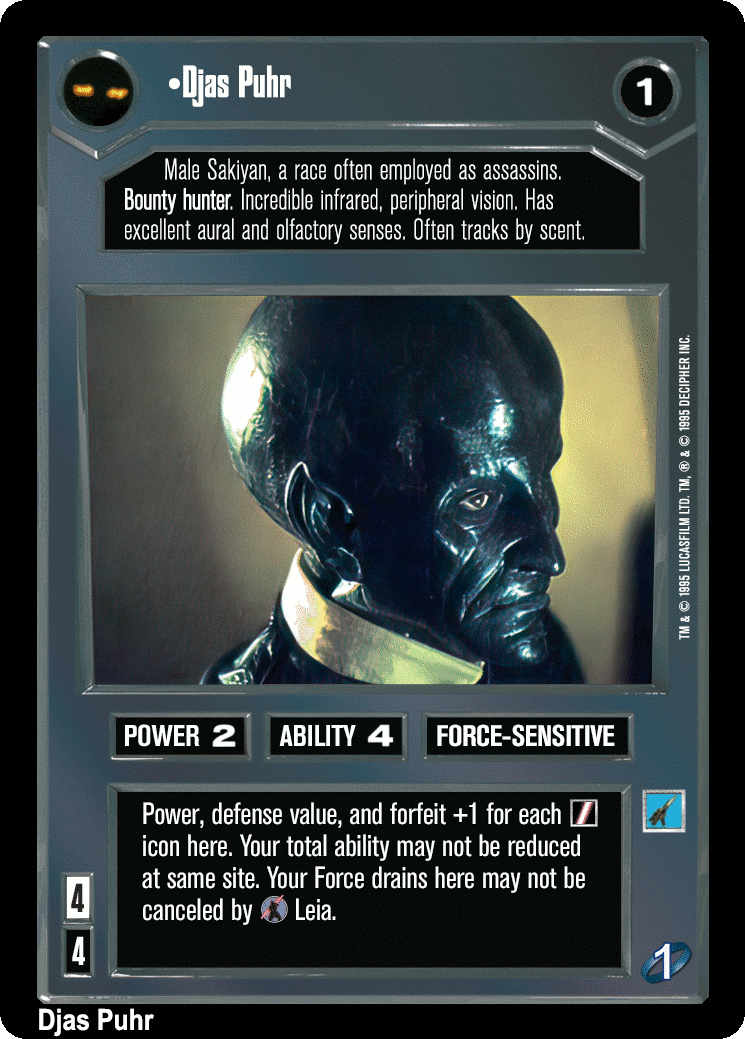 •Djas Puhr
1
Male Sakiyan, a race often employed as assassins.
Bounty hunter. Incredible infrared, peripheral vision. Has
excellent aural and olfactory senses. Often tracks by scent.
TM & © 1995 LUCASFILM LTD. TM, ® & © 1995 DECIPHER INC.
POWER 2
ABILITY 4
FORCE-SENSITIVE
Power, defense value, and forfeit +1 for each
icon here. Your total ability may not be reduced
at same site. Your Force drains here may not be
canceled by Leia.
4
4
1
Djas Puhr